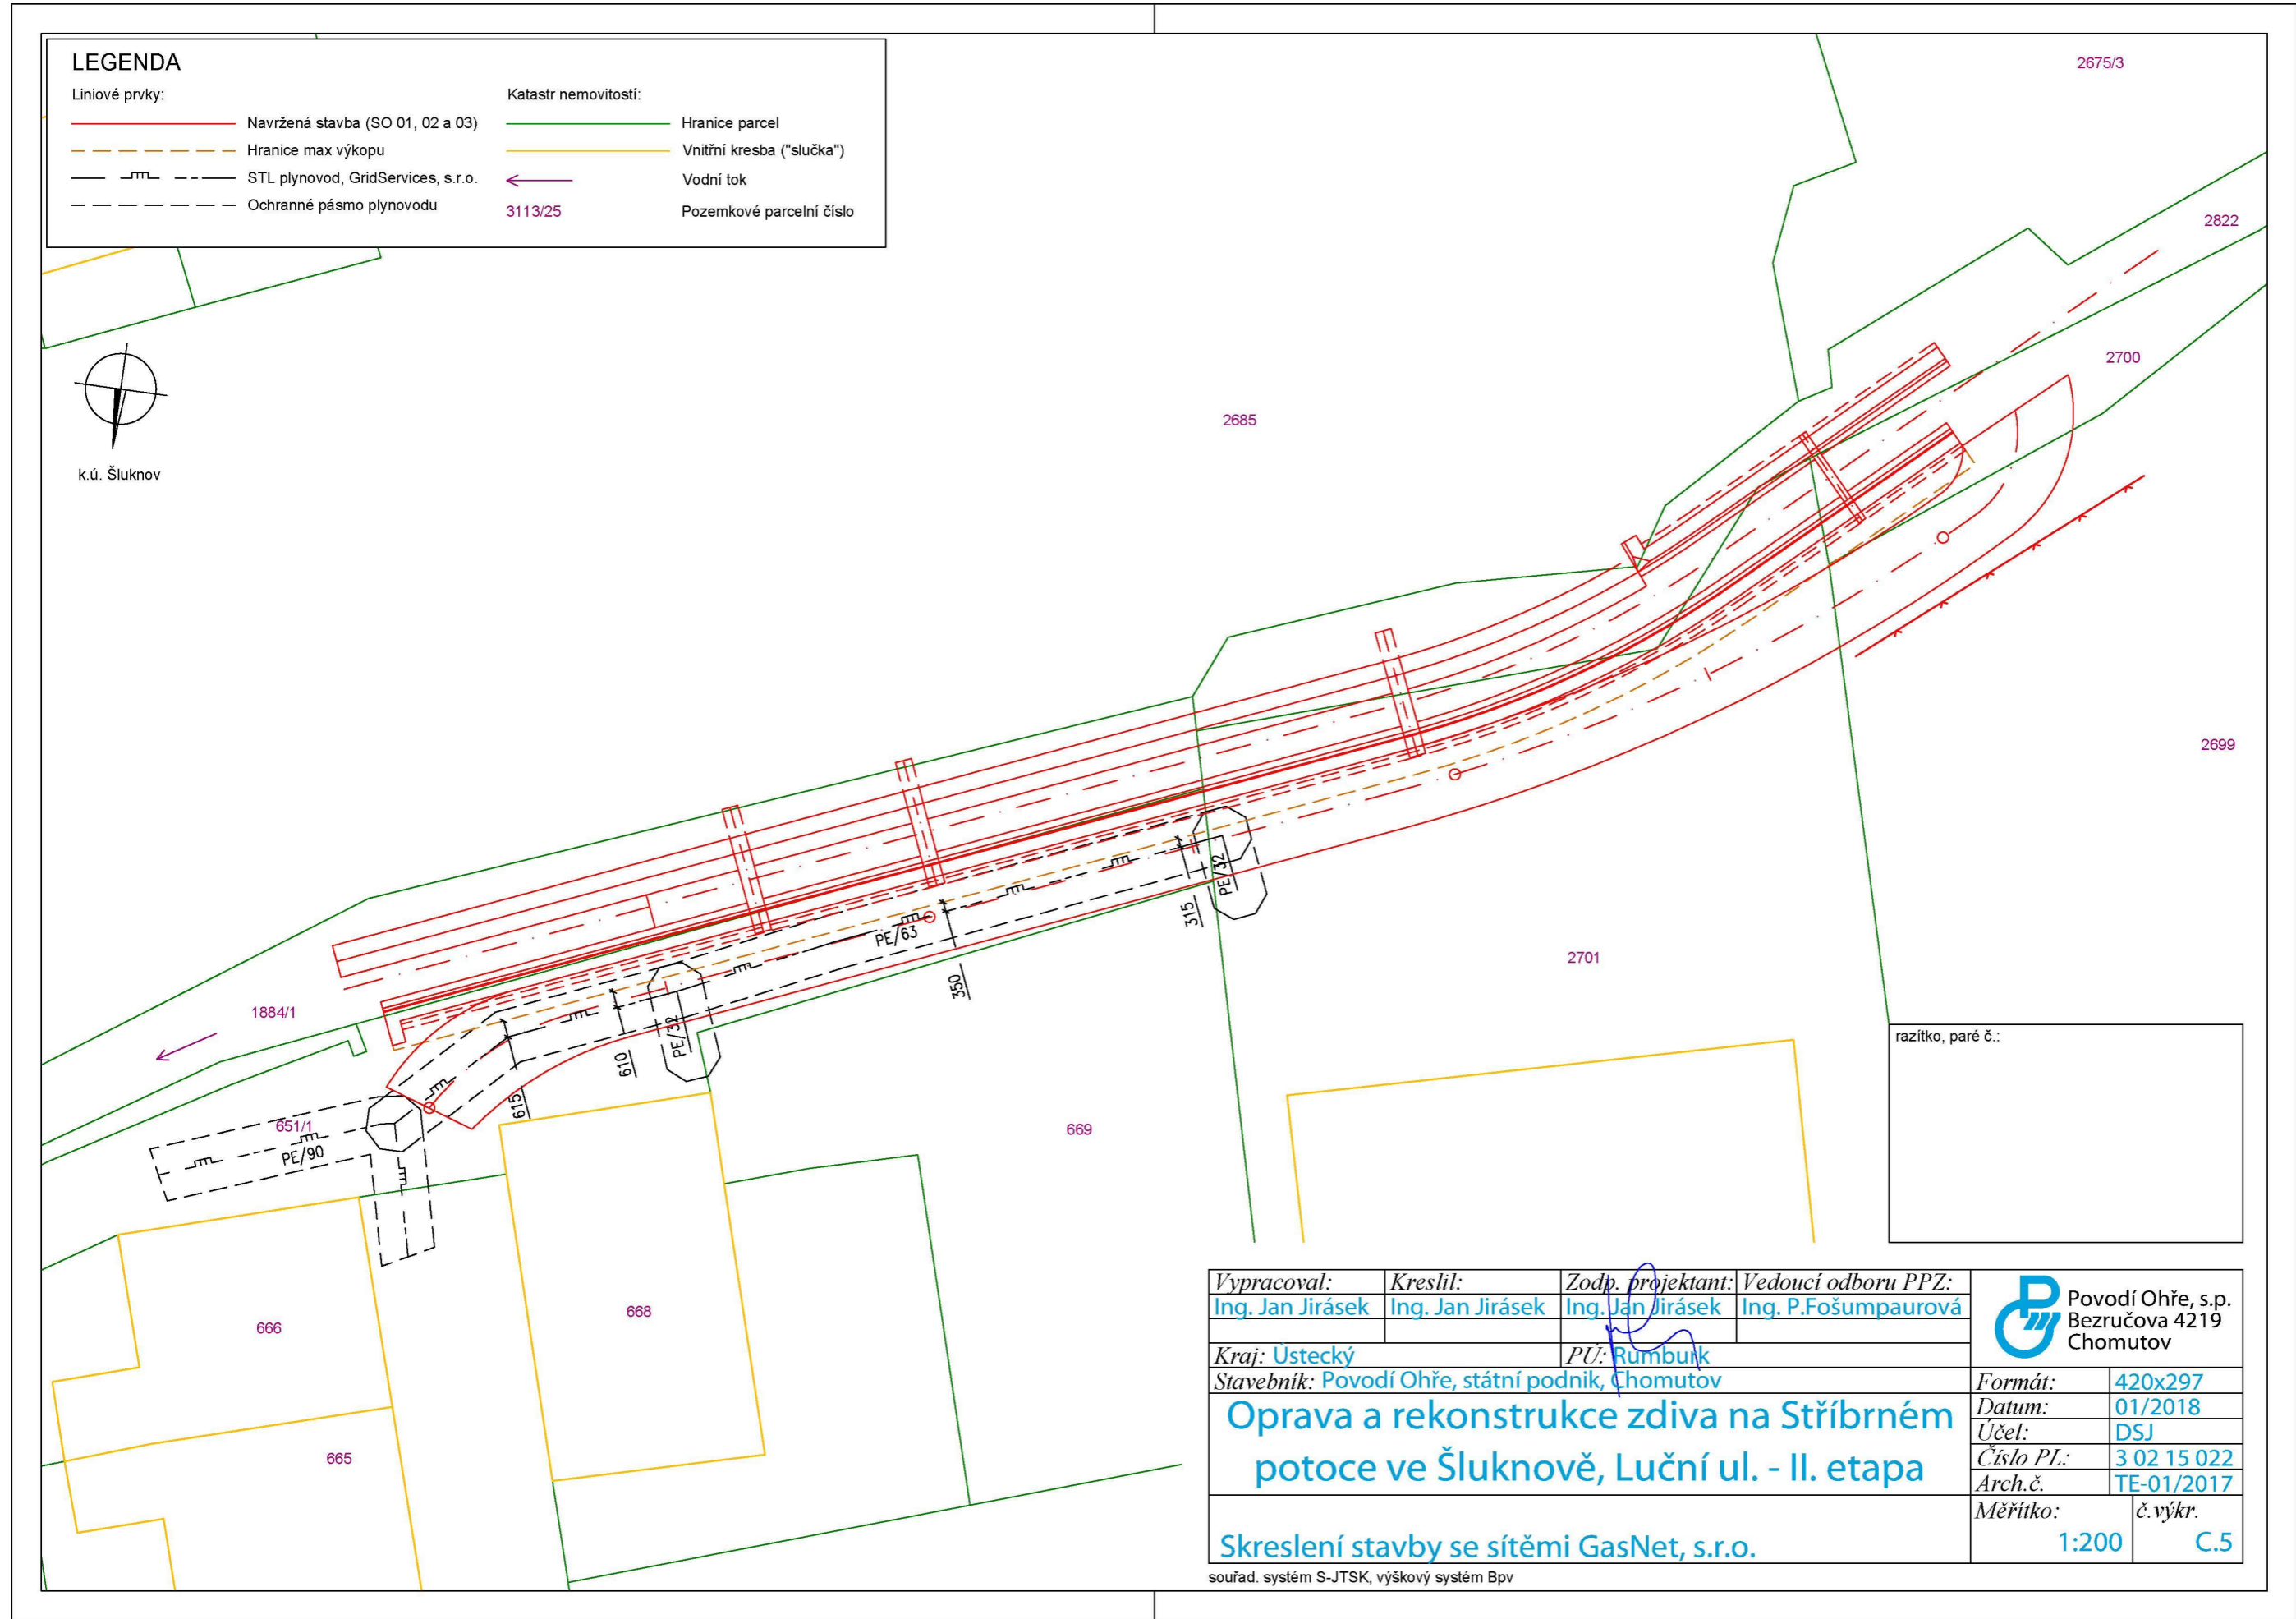 LEGENDA
Liniové prvky:
Navržená stavba (SO 01, 02 a 03)
Hranice max výkopu
STL plynovod, GridServices, s.r.o.
Ochranné pásmo plynovodu
Katastr nemovitostí:
Hranice parcel
Vnitřní kresba ("slučka")
Vodní tok
3113/25 Pozemkové parcelní číslo
k.ú. Šluknov
2675/3
2822
2700
2685
2699
2701
1884/1
651/1
669
666
668
665
PE/63
PE/32
PE/32
PE/90
315
350
610
615
razítko, paré č.:
Vypracoval: Kreslil: Zodp. projektant: Vedoucí odboru PPZ:
Ing. Jan Jirásek Ing. Jan Jirásek Ing. Jan Jirásek Ing. P.Fošumpaurová
Kraj: Ústecký PÚ: Rumburk
Stavebník: Povodí Ohře, státní podnik, Chomutov
Oprava a rekonstrukce zdiva na Stříbrném
potoce ve Šluknově, Luční ul. - II. etapa
Skreslení stavby se sítěmi GasNet, s.r.o.
Povodí Ohře, s.p.
Bezručova 4219
Chomutov
Formát: 420x297
Datum: 01/2018
Účel: DSJ
Číslo PL: 3 02 15 022
Arch.č. TE-01/2017
Měřítko: č.výkr.
1:200 C.5
souřad. systém S-JTSK, výškový systém Bpv